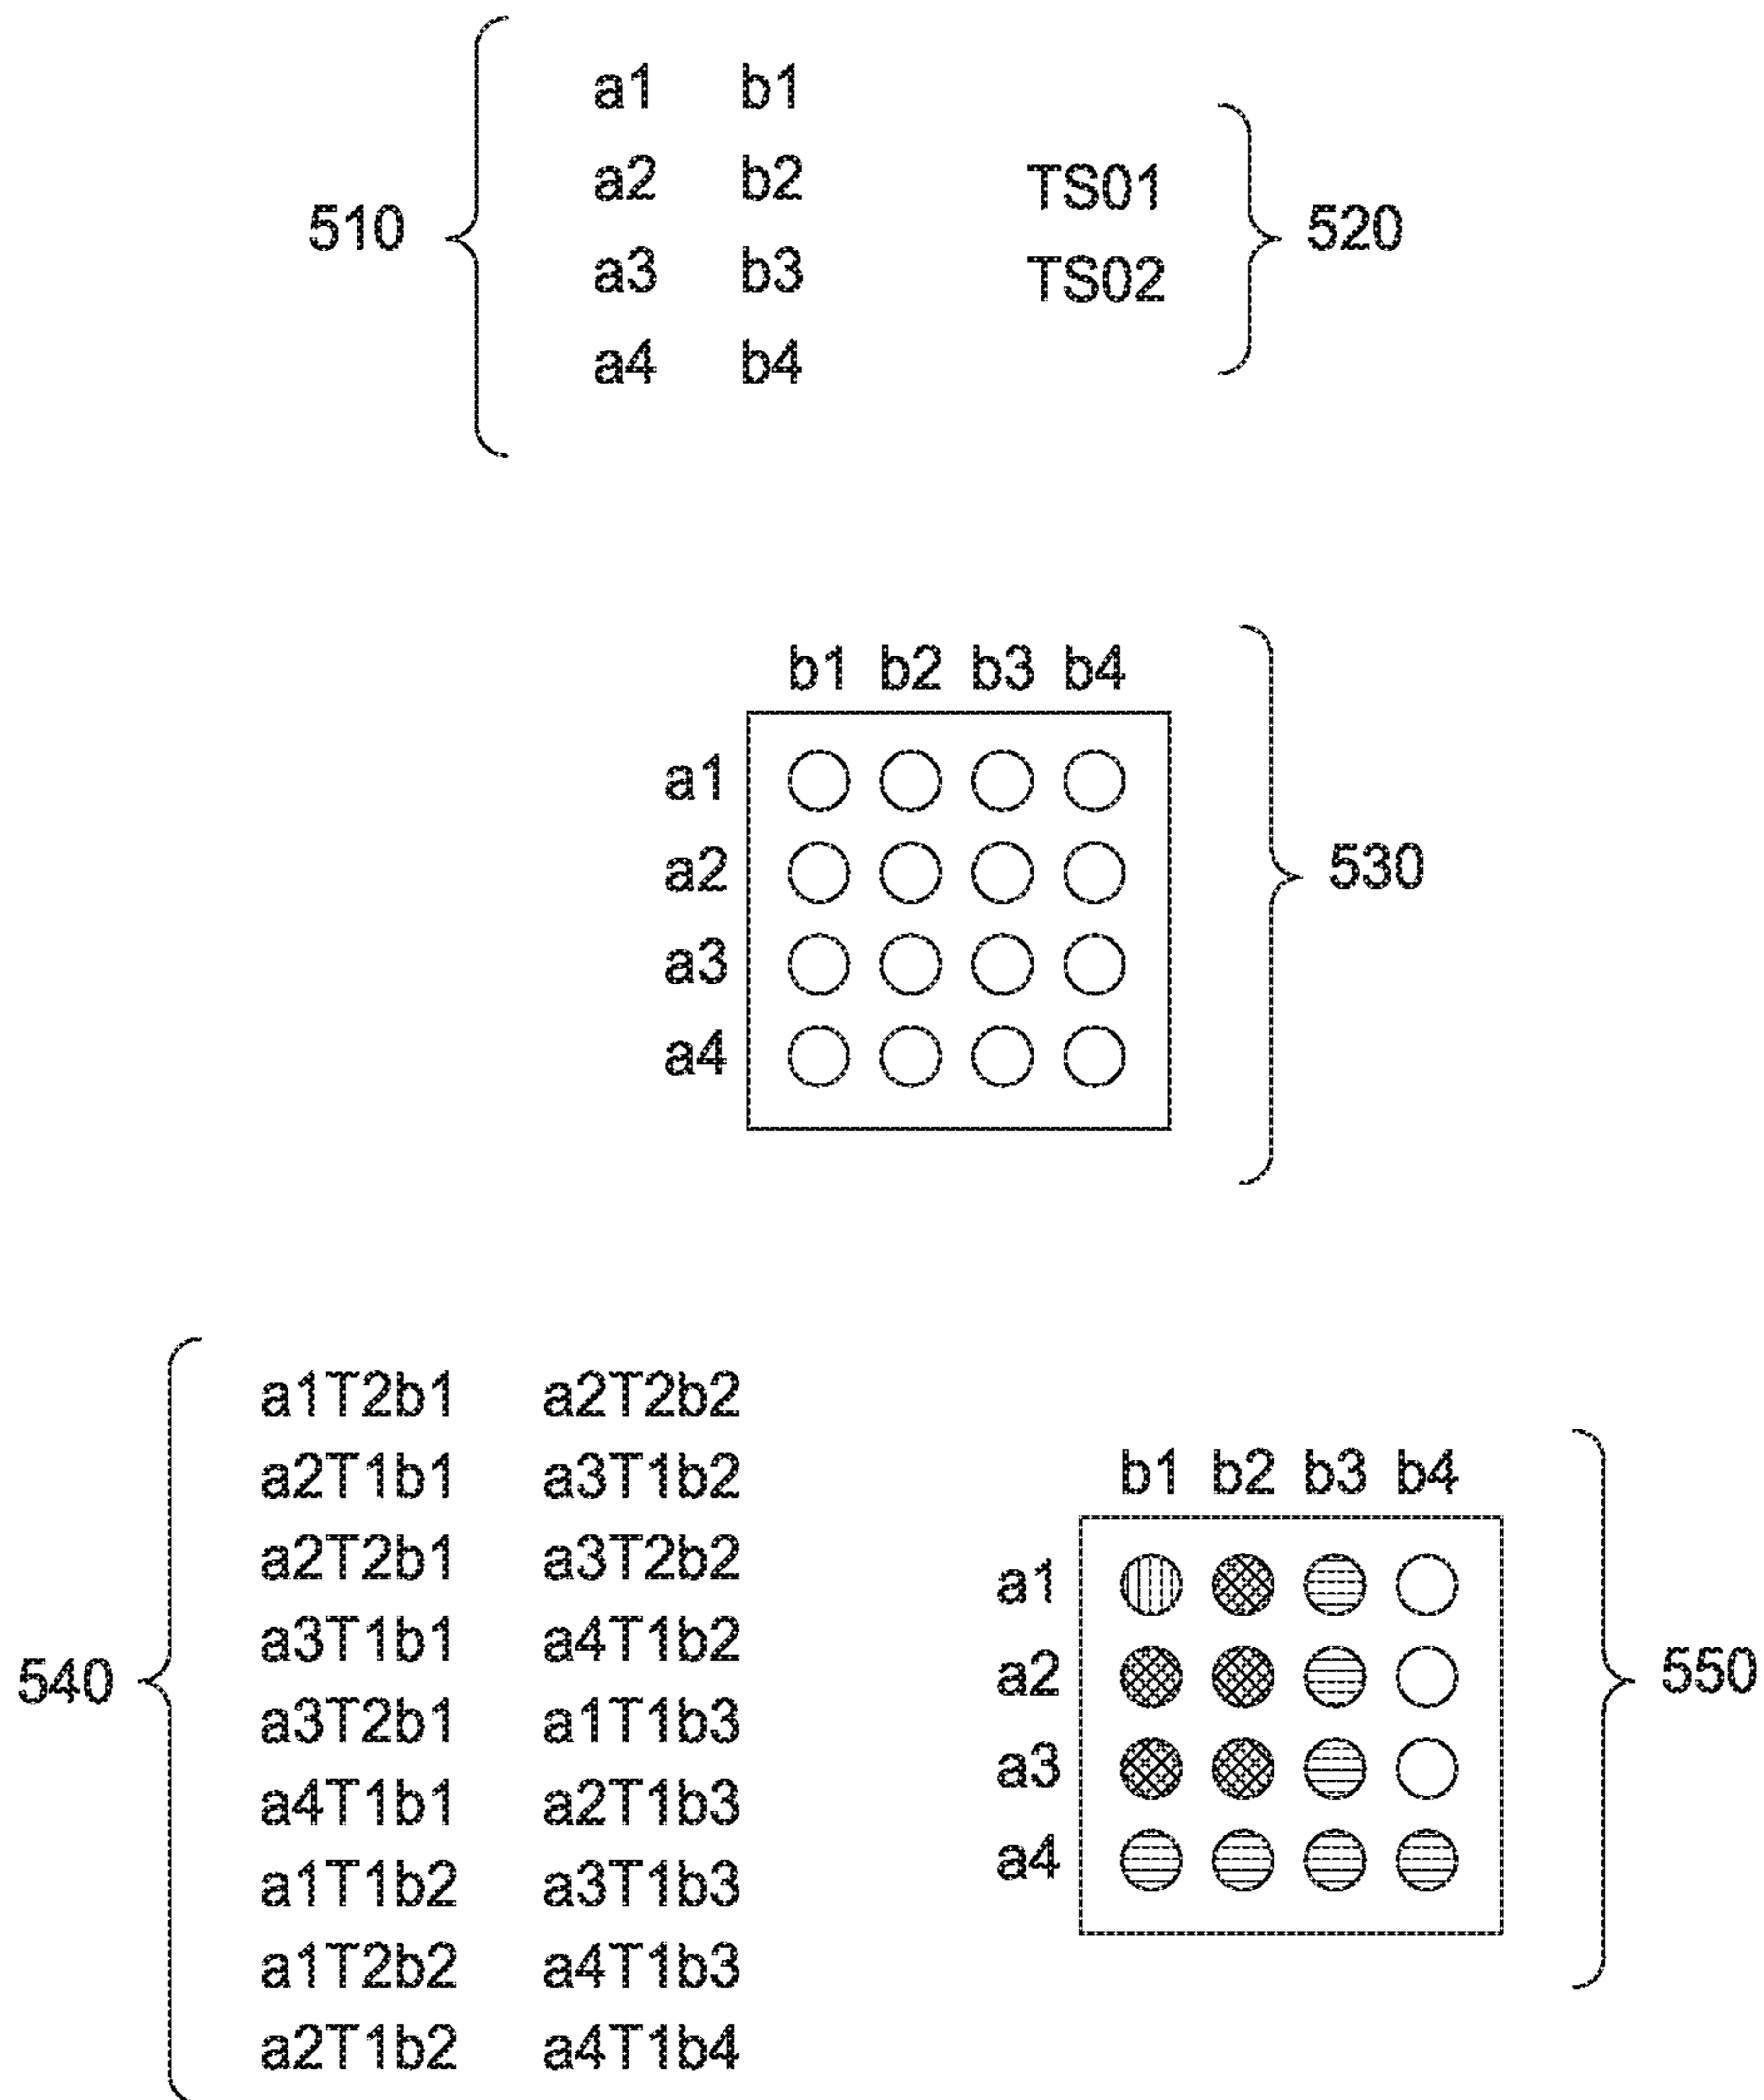 a1 b1
a2 b2
a3 b3
a4 b4
510
TS01
TS02
520
b1 b2 b3 b4
a1
a2
a3
a4
530
540
a1T2b1 a2T2b2
a2T1b1 a3T1b2
a2T2b1 a3T2b2
a3T1b1 a4T1b2
a3T2b1 a1T1b3
a4T1b1 a2T1b3
a1T1b2 a3T1b3
a1T2b2 a4T1b3
a2T1b2 a4T1b4
b1 b2 b3 b4
a1
a2
a3
a4
550